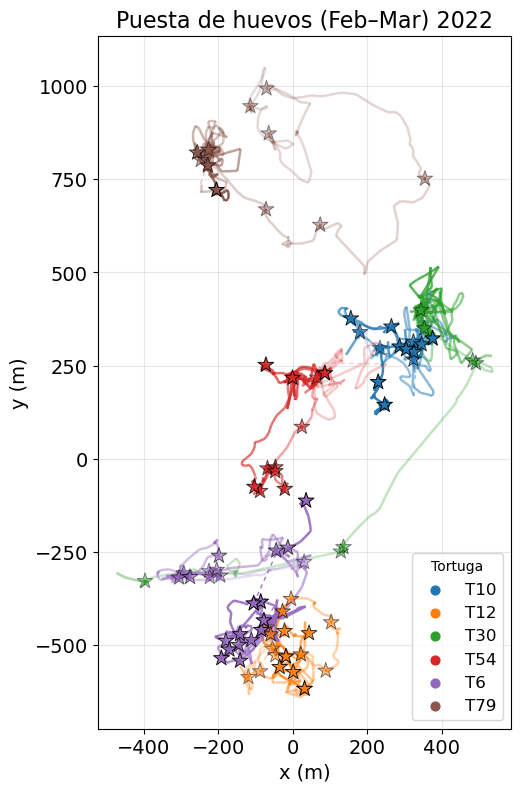 Puesta de huevos (Feb–Mar) 2022
1000
750
500
250
0
−250
−500
y (m)
−400
−200
0
200
400
x (m)
Tortuga
T10
T12
T30
T54
T6
T79